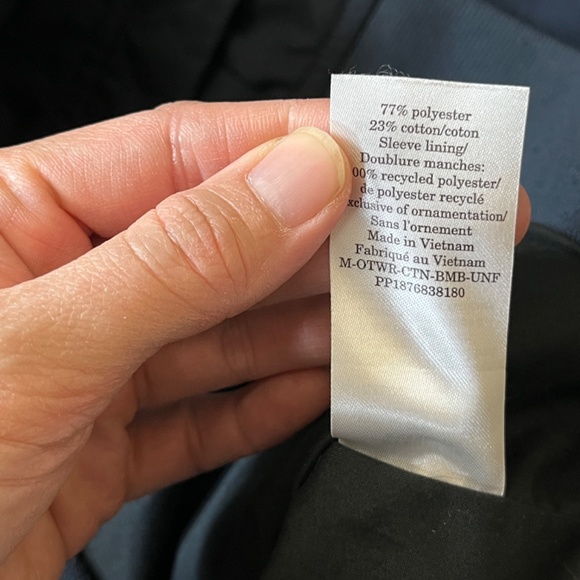 77% polyester
23% cotton/coton
Sleeve lining/
Doublure manches:
00% recycled polyester/
de polyester recyclé
xclusive of ornamentation/
Sans l'ornement
Made in Vietnam
Fabriqué au Vietnam
M-OTWR-CTN-BMB-UNF
PP1876838180